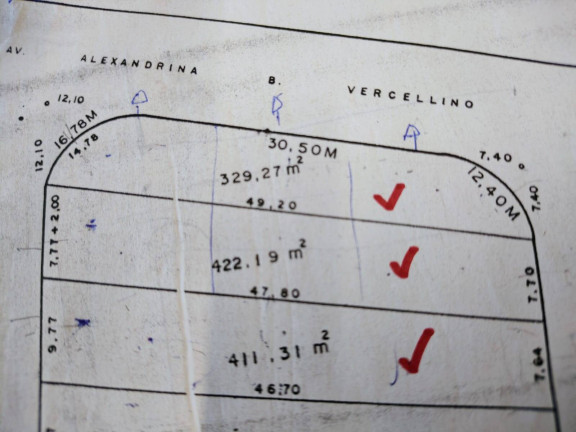 AV. ALEXANDRINA B. VERCELLINO
12,10
16,78M
14,78
12,10
30,50M
7,40
12,40M
7,40
329,27 m²
49,20
7,77+2,00
422.19 m²
47,80
7,70
9,77
411,31 m²
7,64
46,70